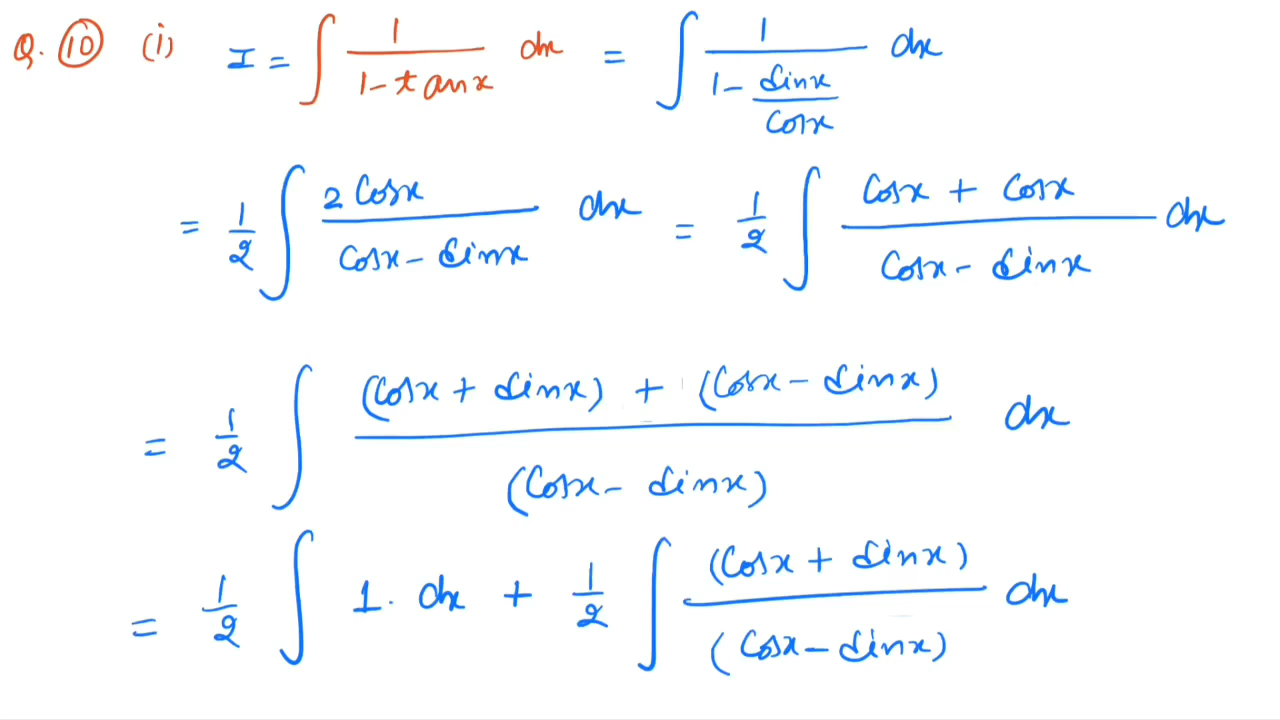 Q. 10 (i) I = ∫ 1/(1 - tanx) dx = ∫ 1/(1 - sinx/cosx) dx
= 1/2 ∫ 2 Cosx/(Cosx - Sinx) dx = 1/2 ∫ (Cosx + Cosx)/(Cosx - Sinx) dx
= 1/2 ∫ ((Cosx + Sinx) + (Cosx - Sinx))/(Cosx - Sinx) dx
= 1/2 ∫ 1. dx + 1/2 ∫ (Cosx + Sinx)/(Cosx - Sinx) dx